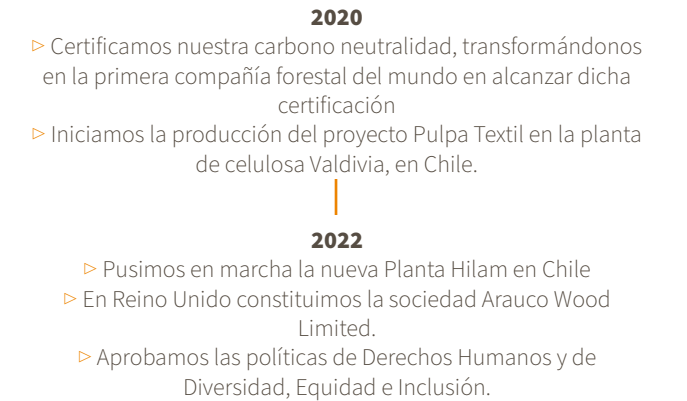 2020
▷ Certificamos nuestra carbono neutralidad, transformándonos
en la primera compañía forestal del mundo en alcanzar dicha
certificación
▷ Iniciamos la producción del proyecto Pulpa Textil en la planta
de celulosa Valdivia, en Chile.
2022
▷ Pusimos en marcha la nueva Planta Hilam en Chile
▷ En Reino Unido constituimos la sociedad Arauco Wood
Limited.
▷ Aprobamos las políticas de Derechos Humanos y de
Diversidad, Equidad e Inclusión.